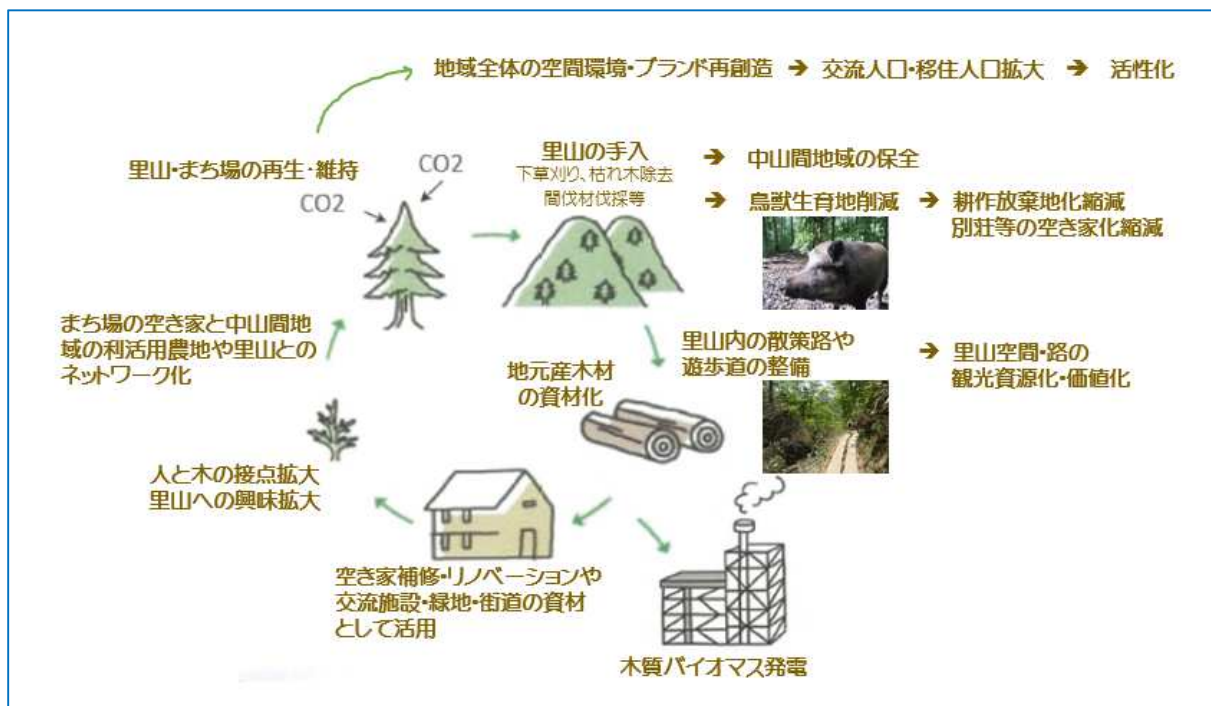 地域全体の空間環境・ブランド再創造 ➔ 交流人口・移住人口拡大 ➔ 活性化
里山・まち場の再生・維持
CO2
CO2
里山の手入
下草刈り、枯れ木除去
間伐材伐採等
➔ 中山間地域の保全
➔ 鳥獣生育地削減 ➔ 耕作放棄地化縮減
別荘等の空き家化縮減
まち場の空き家と中山間地
域の利活用農地や里山との
ネットワーク化
里山内の散策路や
遊歩道の整備
➔ 里山空間・路の
観光資源化・価値化
地元産木材
の資材化
人と木の接点拡大
里山への興味拡大
空き家補修・リノベーションや
交流施設・緑地・街道の資材
として活用
木質バイオマス発電